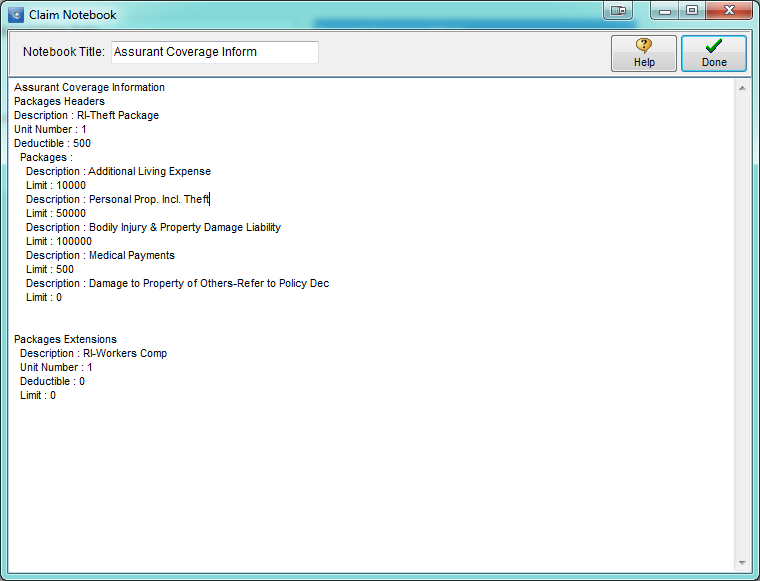 Claim Notebook
Notebook Title: Assurant Coverage Inform
Help
Done
Assurant Coverage Information
Packages Headers
Description : RI-Theft Package
Unit Number : 1
Deductible : 500
Packages :
Description : Additional Living Expense
Limit : 10000
Description : Personal Prop. Incl. Theft
Limit : 50000
Description : Bodily Injury & Property Damage Liability
Limit : 100000
Description : Medical Payments
Limit : 500
Description : Damage to Property of Others-Refer to Policy Dec
Limit : 0
Packages Extensions
Description : RI-Workers Comp
Unit Number : 1
Deductible : 0
Limit : 0